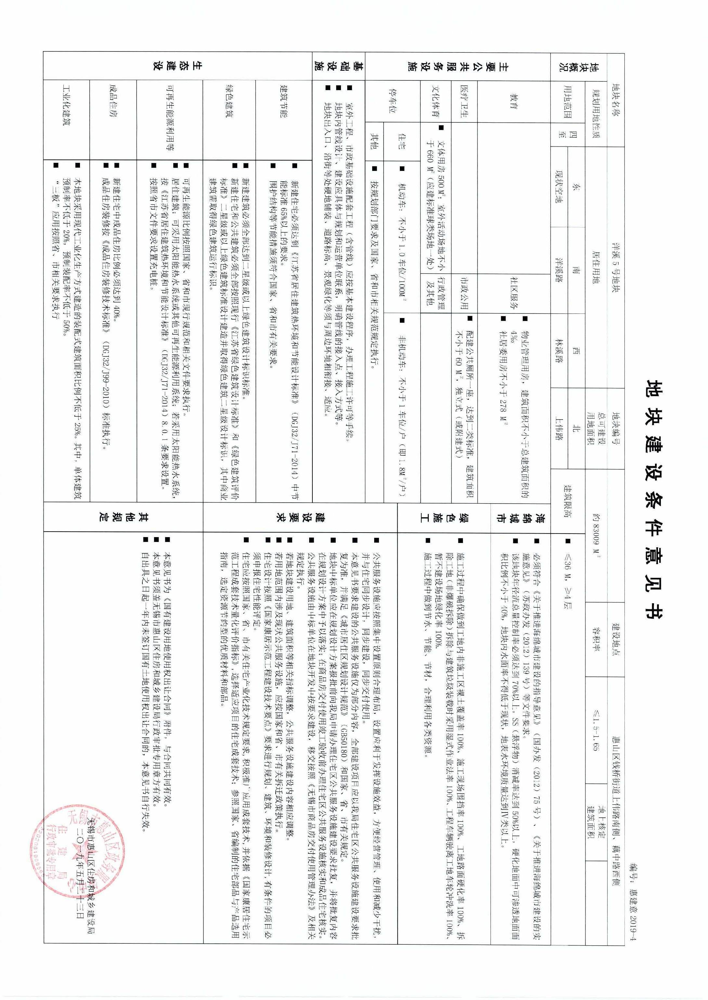 地块建设条件意见书
编号：惠建意 2019-4
地块名称
洋溪 5 号地块
地块编号
建设地点
惠山区钱桥街道上伟路南侧、藕中路西侧
地块概况
规划用地性质
居住用地
总可建设
用地面积
约 83009 M²
容积率
≤1.5-1.65
地上核定
建筑面积
用地范围
四至
东
南
西
北
现状空地
洋溪路
林溪路
上伟路
建筑限高
■ ≤36 M，≥4 层
主要公共服务设施
教育
社区服务
■ 物业管理用房，建筑面积不小于总建筑面积的
4‰
■ 社居委用房不小于 278 M²
医疗卫生
市政公用
■ 配建公共厕所一座，达到二类标准，建筑面积
不小于 60 M²，独立式（或附建式）
文化体育
■ 文体用房 500 M²；室外活动场地不小
于 660 M²（应建标准球类场地一处）
行政管理
及其他
停车位
住宅
■ 机动车：不小于 1.0 车位/100M²
■ 非机动车：不小于 1 车位/户（即 1.8M²/户）
其他
■ 按规划部门要求及国家、省和市相关规范规定执行。
基础设施
■ 室外工程、市政基础设施配套工程（含管线）应按基本建设程序，办理工程施工许可等手续。
■ 地块内管线设计、建设应具体与规划和运营单位联系，明确管线的接入点、接入方式等。
■ 地块出入口、沿街等处硬地铺装、道路标高、景观绿化等须与周边环境相衔接、适应。
生态建设
建筑节能
■ 新建住宅必须达到《江苏省居住建筑热环境和节能设计标准》（DGJ32/J71-2014）中节
能标准 65%以上的要求。
■ 围护结构等节能措施须符合国家、省和市有关要求。
绿色建筑
■ 新建建筑必须全部达到二星级或以上绿色建筑设计标识标准。
■ 新建住宅和公共建筑必须全部按照现行《江苏省绿色建筑设计标准》和《绿色建筑评价
标准》二星级或以上绿色建筑标准设计建造并取得绿色建筑二星级设计标识，其中商业
建筑需取得绿色建筑运行标识。
可再生能源利用等
■ 可再生能源比例按照国家、省和市现行规范和相关文件要求执行。
■ 居住建筑：可采用太阳能热水系统或其他可再生能源利用系统；若采用太阳能热水系统，
按《江苏省居住建筑热环境和节能设计标准》（DGJ32/J71-2014）8.0.1 条要求设置。
■ 按照省市文件要求设置充电桩。
成品住房
■ 新建住宅中成品住房比例必须达到 40%。
■ 成品住房装修按《成品住房装修技术标准》（DGJ32/J99-2010）标准执行。
工业化建筑
■ 本地块采用现代工业化生产方式建造的装配式建筑面积比例不低于 25%。其中，单体建筑
预制率不低于 20%，预制装配率不低于 50%。
■ “三板”应用按照省、市相关要求执行
海绵城市
■ 必须符合《关于推进海绵城市建设的指导意见》（国办发（2012）75 号）、《关于推进海绵城市建设的实
施意见》（苏政办发（2012）139 号）等文件要求。
■ 该地块年径流总量控制率必须达到 70%以上，SS（悬浮物）消减率达到 50%以上，硬化地面中可渗透地面面
积比例不小于 40%，地块内水面率不得低于现状，地表水环境质量达到Ⅳ类以上。
绿色施工
■ 施工过程中确保做到工地内非施工区裸土覆盖率 100%、施工现场围挡率 100%、工地路面硬化率 100%、拆
除工地(非爆破拆除)拆除与建筑垃圾装载时采用湿式作业法率 100%、工程车辆驶离工地车轮冲洗率 100%、
暂不建设场地绿化率 100%.
■ 施工过程中做到节水、节能、节材，合理利用各类资源。
建设要求
■ 公共服务设施应按照集中设置原则合理布局，设置应利于发挥设施效益，方便经营管理、使用和减少干扰，
并与住宅同步设计，同步建设，同步交付使用。
■ 本意见书要求建设的公共服务设施仅为部分内容，全部建设项目应以我局住宅区公共服务设施建设要求批
复为准，并满足《城市居住区规划设计规范》（GB50180）和国家、省、市有关规定。
■ 地块中标单位应在规划设计方案报批前向我局申请办理住宅区公共服务设施建设要求批复，并将批复内容
在规划设计方案中予以落实；在商品房交付使用竣工验收前办理住宅区公共服务设施核实和成品住宅核实。
■ 公共服务设施由中标单位在地块开发中按要求建设，移交按照《无锡市商品房交付使用管理办法》及相关
规定执行。
■ 若地块建设用地、建筑面积等相关指标调整，公共服务设施建设内容相应调整。
■ 若用地范围内涉及现状公共服务设施，应按国家和省、市有关拆迁政策执行。
■ 住宅设计按照《国家康居示范工程建设技术要点》要求进行规划、建筑、环境和装修设计,有条件的项目必
须申报住宅性能评定。
■ 住宅应按照国家、省、市有关住宅产业化技术规定要求,积极推广应用成套技术,并依据《国家康居住宅示
范工程成套技术量化评价指标》,选择适应项目的住宅成套技术；参照国家、省编制的住宅部品与产品选用
指南，选定资源节约型的优质材料和部品。
其他规定
■ 本意见书为《国有建设用地使用权出让合同》附件，与合同共同有效。
■ 本意见书须盖无锡市惠山区住房和城乡建设局行政审批专用章方有效。
■ 自出具之日起一年内未签订国有土地使用权出让合同的，本意见书自行失效。
无锡市惠山区住房和城乡建设局
二〇一九年五月二十三日
无锡市惠山区政务服务中心
住建局
行政审批专用章